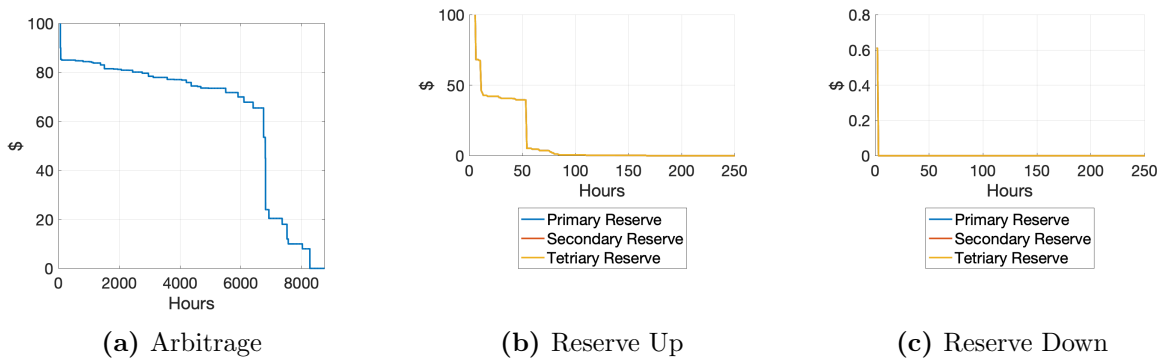 100
80
60
40
20
0
$
0
2000
4000
6000
8000
Hours
(a) Arbitrage
100
50
0
$
0
50
100
150
200
250
Hours
Primary Reserve
Secondary Reserve
Tetriary Reserve
(b) Reserve Up
0.8
0.6
0.4
0.2
0
$
0
50
100
150
200
250
Hours
Primary Reserve
Secondary Reserve
Tetriary Reserve
(c) Reserve Down